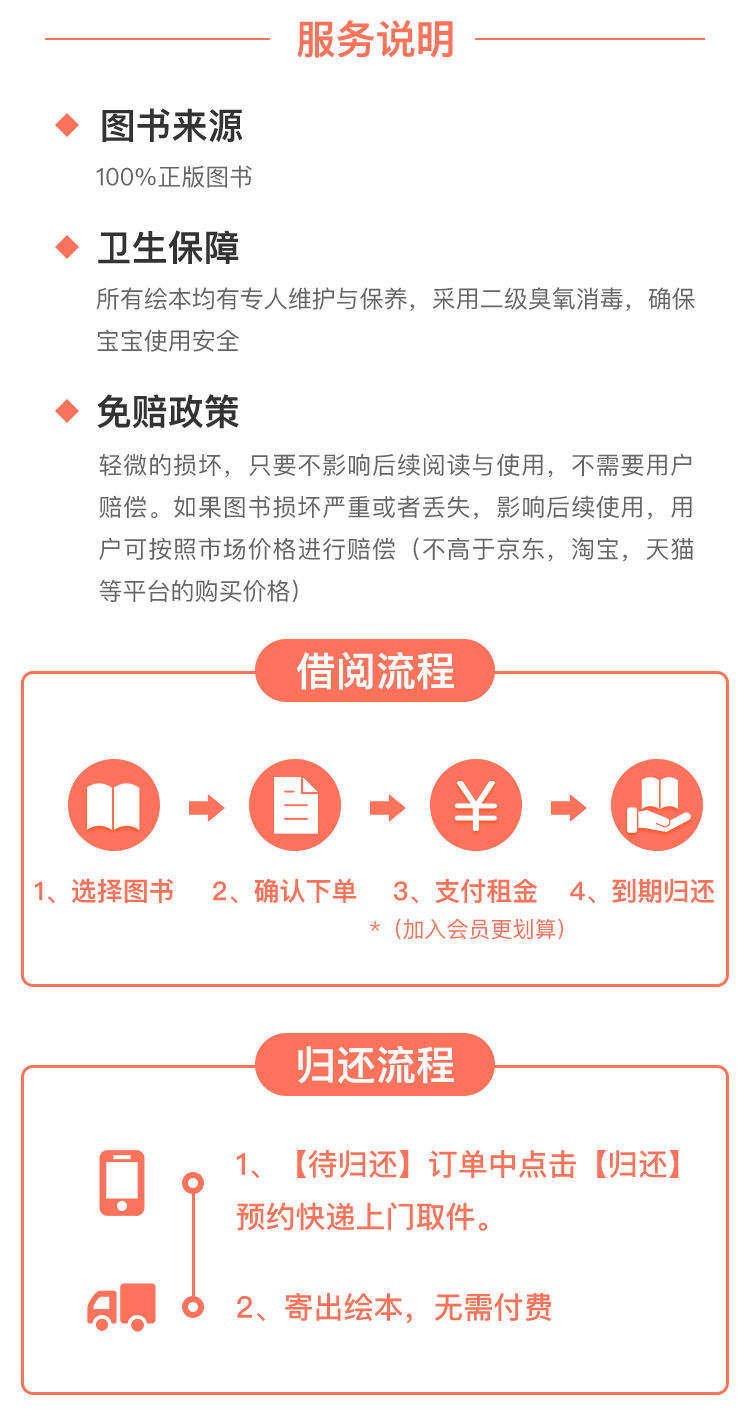 服务说明
图书来源
100%正版图书
卫生保障
所有绘本均有专人维护与保养，采用二级臭氧消毒，确保
宝宝使用安全
免赔政策
轻微的损坏，只要不影响后续阅读与使用，不需要用户
赔偿。如果图书损坏严重或者丢失，影响后续使用，用
户可按照市场价格进行赔偿（不高于京东，淘宝，天猫
等平台的购买价格）
借阅流程
1、选择图书
2、确认下单
3、支付租金
4、到期归还
*（加入会员更划算）
归还流程
1、【待归还】订单中点击【归还】
预约快递上门取件。
2、寄出绘本，无需付费